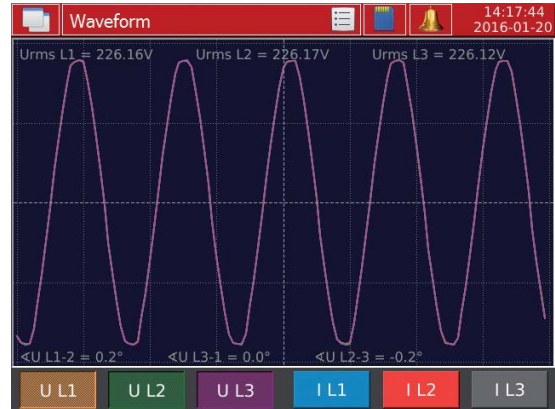 Waveform
14:17:44
2016-01-20
Urms L1 = 226.16V Urms L2 = 226.17V Urms L3 = 226.12V
∢U L1-2 = 0.2° ∢U L3-1 = 0.0° ∢U L2-3 = -0.2°
U L1 U L2 U L3 I L1 I L2 I L3